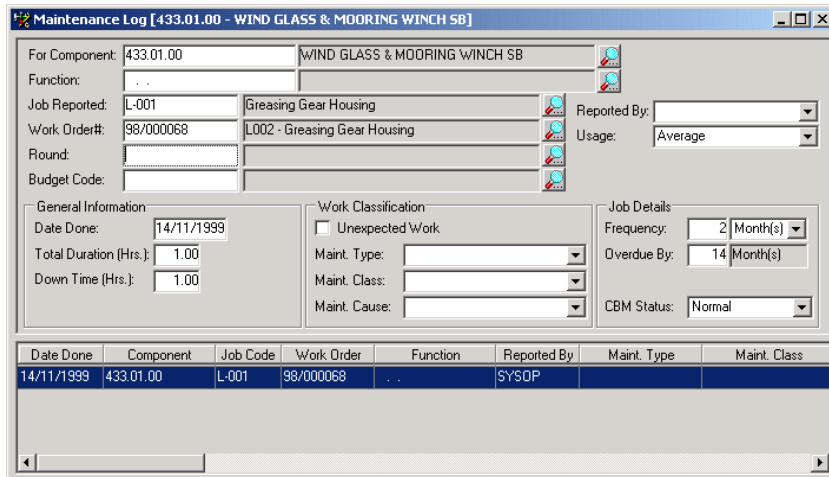 Maintenance Log [433.01.00 - WIND GLASS & MOORING WINCH SB]
For Component: 433.01.00 WIND GLASS & MOORING WINCH SB
Function: . .
Job Reported: L-001 Greasing Gear Housing Reported By:
Work Order#: 98/000068 L002 - Greasing Gear Housing Usage: Average
Round:
Budget Code:
General Information Work Classification Job Details
Date Done: 14/11/1999 Unexpected Work Frequency: 2 Month(s)
Total Duration (Hrs.): 1.00 Maint. Type: Overdue By: 14 Month(s)
Down Time (Hrs.): 1.00 Maint. Class:
Maint. Cause: CBM Status: Normal
Date Done Component Job Code Work Order Function Reported By Maint. Type Maint. Class
14/11/1999 433.01.00 L-001 98/000068 . . SYSOP